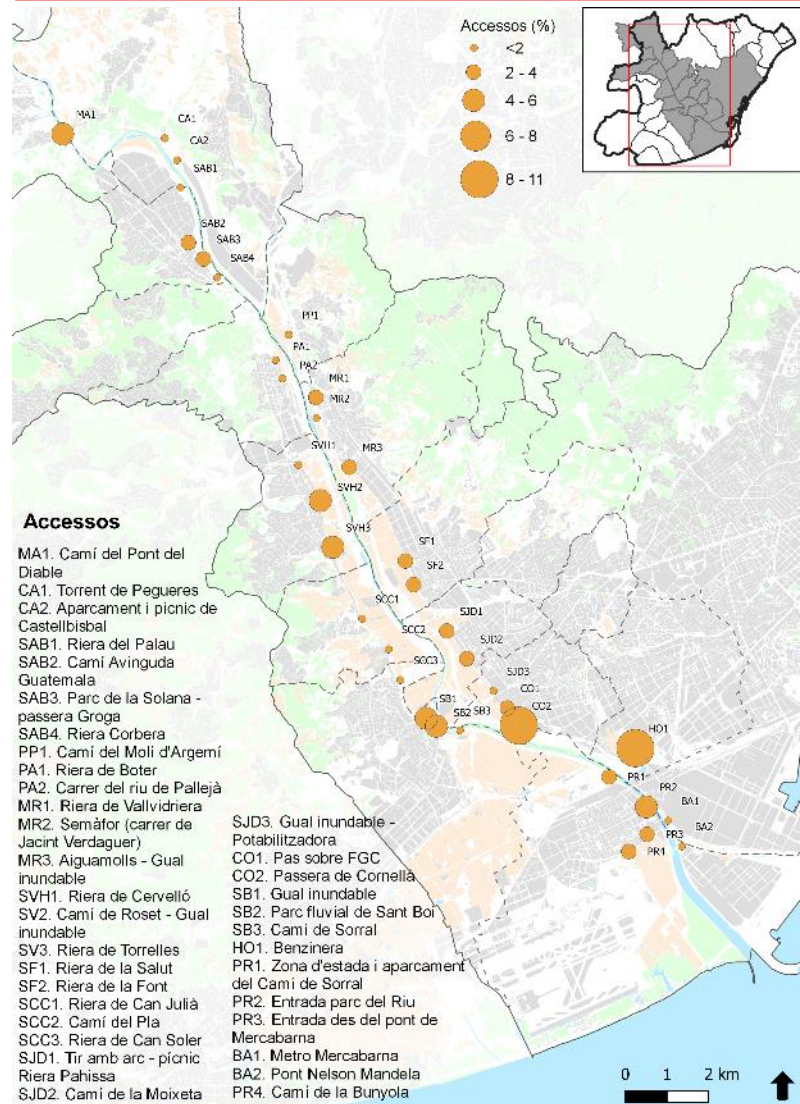 Accessos (%)
<2
2 - 4
4 - 6
6 - 8
8 - 11
MA1
CA1
CA2
SAB1
SAB2
SAB3
SAB4
PP1
PA1
PA2
MR1
MR2
MR3
SVH1
SVH2
SVH3
SF1
SF2
SCC1
SCC2
SCC3
SJD1
SJD2
SJD3
CO1
CO2
SB1
SB2
SB3
HO1
PR1
PR2
BA1
PR3
BA2
PR4
Accessos
MA1. Camí del Pont del
Diable
CA1. Torrent de Pegueres
CA2. Aparcament i picnic de
Castellbisbal
SAB1. Riera del Palau
SAB2. Camí Avinguda
Guatemala
SAB3. Parc de la Solana -
passera Groga
SAB4. Riera Corbera
PP1. Camí del Molí d'Argemí
PA1. Riera de Boter
PA2. Carrer del riu de Pallejà
MR1. Riera de Vallvidriera
MR2. Semàfor (carrer de
Jacint Verdaguer)
MR3. Aiguamolls - Gual
inundable
SVH1. Riera de Cervelló
SV2. Camí de Roset - Gual
inundable
SV3. Riera de Torrelles
SF1. Riera de la Salut
SF2. Riera de la Font
SCC1. Riera de Can Julià
SCC2. Camí del Pla
SCC3. Riera de Can Soler
SJD1. Tir amb arc - pícnic
Riera Pahissa
SJD2. Camí de la Moixeta
SJD3. Gual inundable -
Potabilitzadora
CO1. Pas sobre FGC
CO2. Passera de Cornellà
SB1. Gual inundable
SB2. Parc fluvial de Sant Boi
SB3. Camí de Sorral
HO1. Benzinera
PR1. Zona d'estada i aparcament
del Camí de Sorral
PR2. Entrada parc del Riu
PR3. Entrada des del pont de
Mercabarna
BA1. Metro Mercabarna
BA2. Pont Nelson Mandela
PR4. Camí de la Bunyola
0 1 2 km